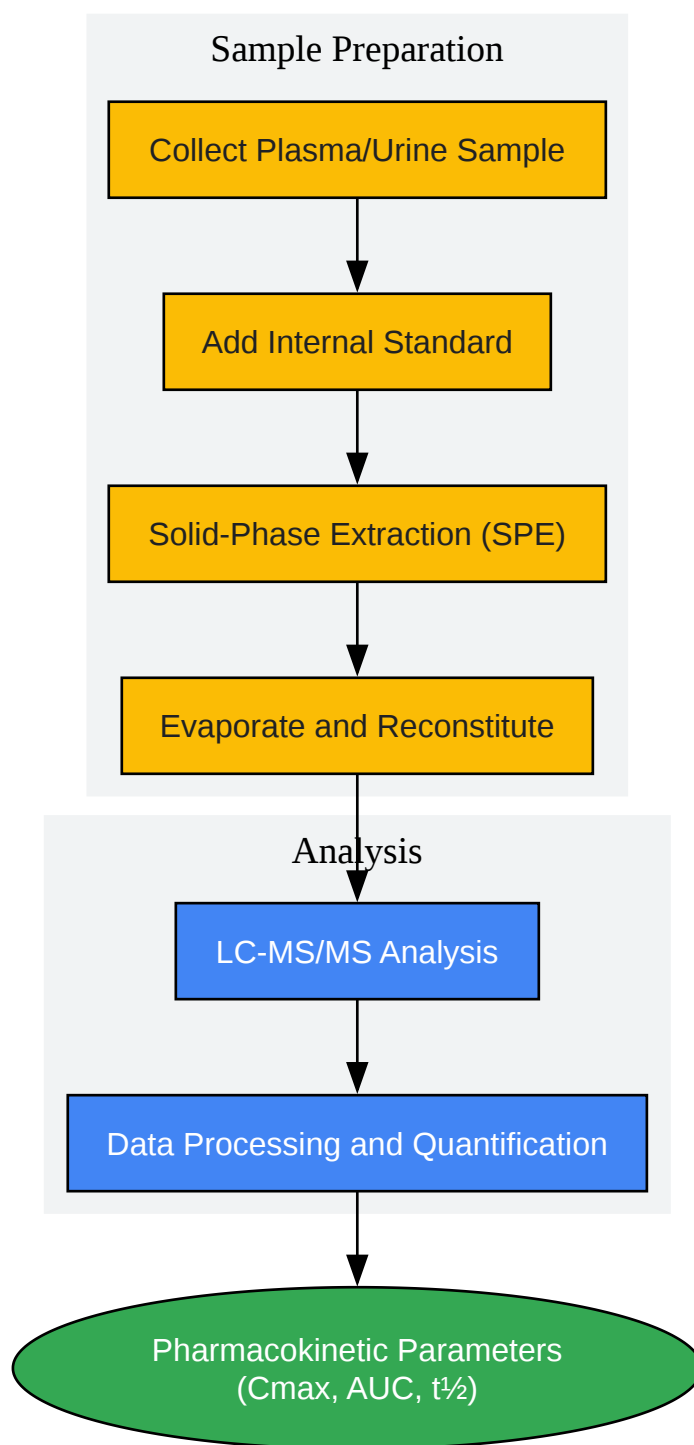 Sample Preparation
Collect Plasma/Urine Sample
Add Internal Standard
Solid-Phase Extraction (SPE)
Evaporate and Reconstitute
Analysis
LC-MS/MS Analysis
Data Processing and Quantification
Pharmacokinetic Parameters
(Cmax, AUC, t½)